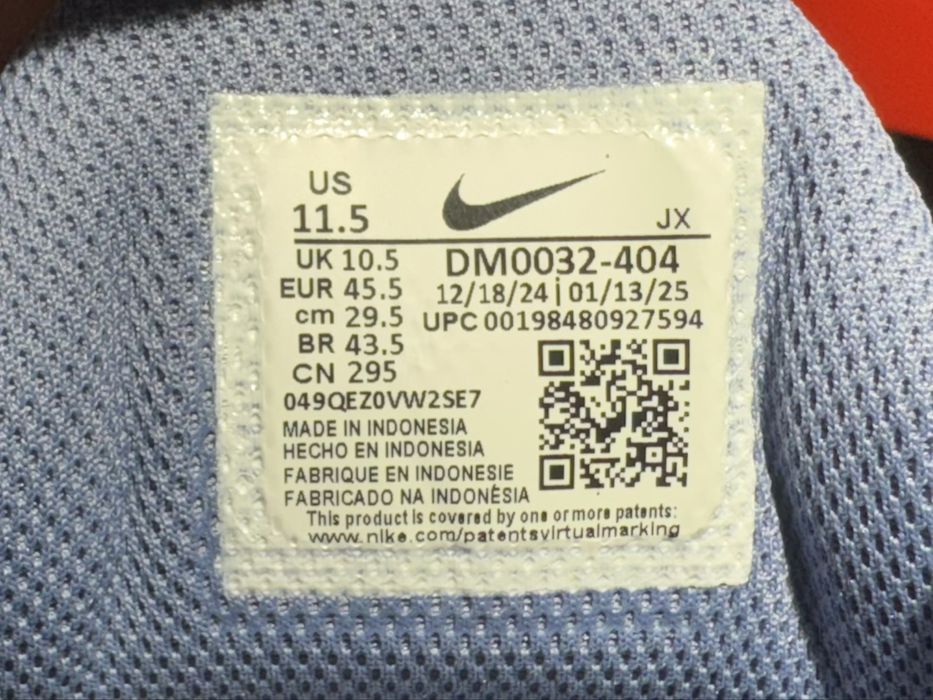 US
11.5
JX
UK 10.5
EUR 45.5
cm 29.5
BR 43.5
CN 295
DM0032-404
12/18/24 | 01/13/25
UPC 00198480927594
049QEZ0VW2SE7
MADE IN INDONESIA
HECHO EN INDONESIA
FABRIQUE EN INDONESIE
FABRICADO NA INDONÉSIA
This product is covered by one or more patents:
www.nike.com/patentsvirtualmarking